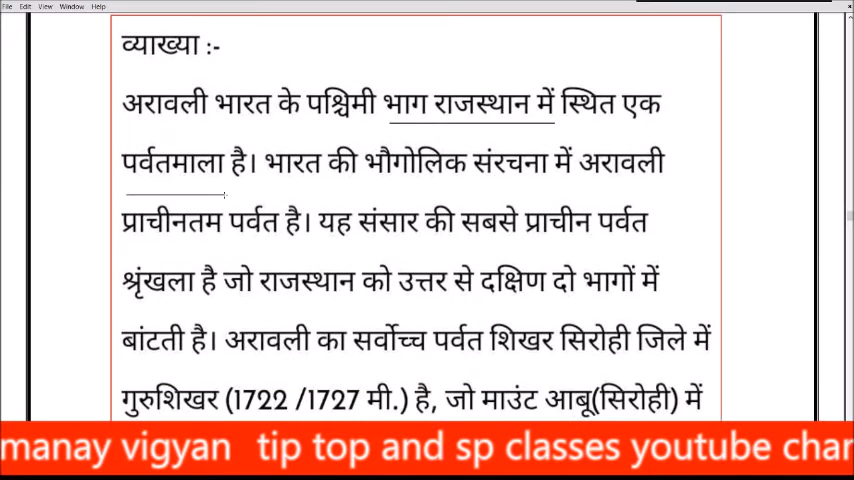 File Edit View Window Help
व्याख्या :-
अरावली भारत के पश्चिमी भाग राजस्थान में स्थित एक
पर्वतमाला है। भारत की भौगोलिक संरचना में अरावली
प्राचीनतम पर्वत है। यह संसार की सबसे प्राचीन पर्वत
श्रृंखला है जो राजस्थान को उत्तर से दक्षिण दो भागों में
बांटती है। अरावली का सर्वोच्च पर्वत शिखर सिरोही जिले में
गुरुशिखर (1722 /1727 मी.) है, जो माउंट आबू(सिरोही) में
manay vigyan tip top and sp classes youtube chan